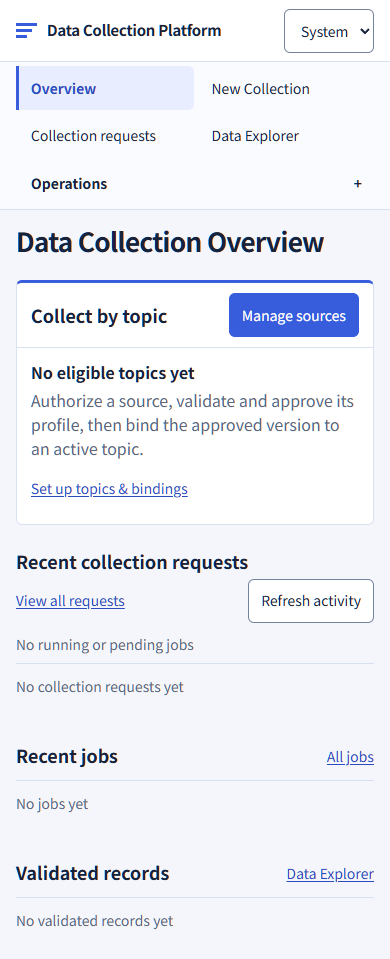 Data Collection Platform
System
Overview
New Collection
Collection requests
Data Explorer
Operations
+
Data Collection Overview
Collect by topic
Manage sources
No eligible topics yet
Authorize a source, validate and approve its
profile, then bind the approved version to
an active topic.
Set up topics & bindings
Recent collection requests
View all requests
Refresh activity
No running or pending jobs
No collection requests yet
Recent jobs
All jobs
No jobs yet
Validated records
Data Explorer
No validated records yet